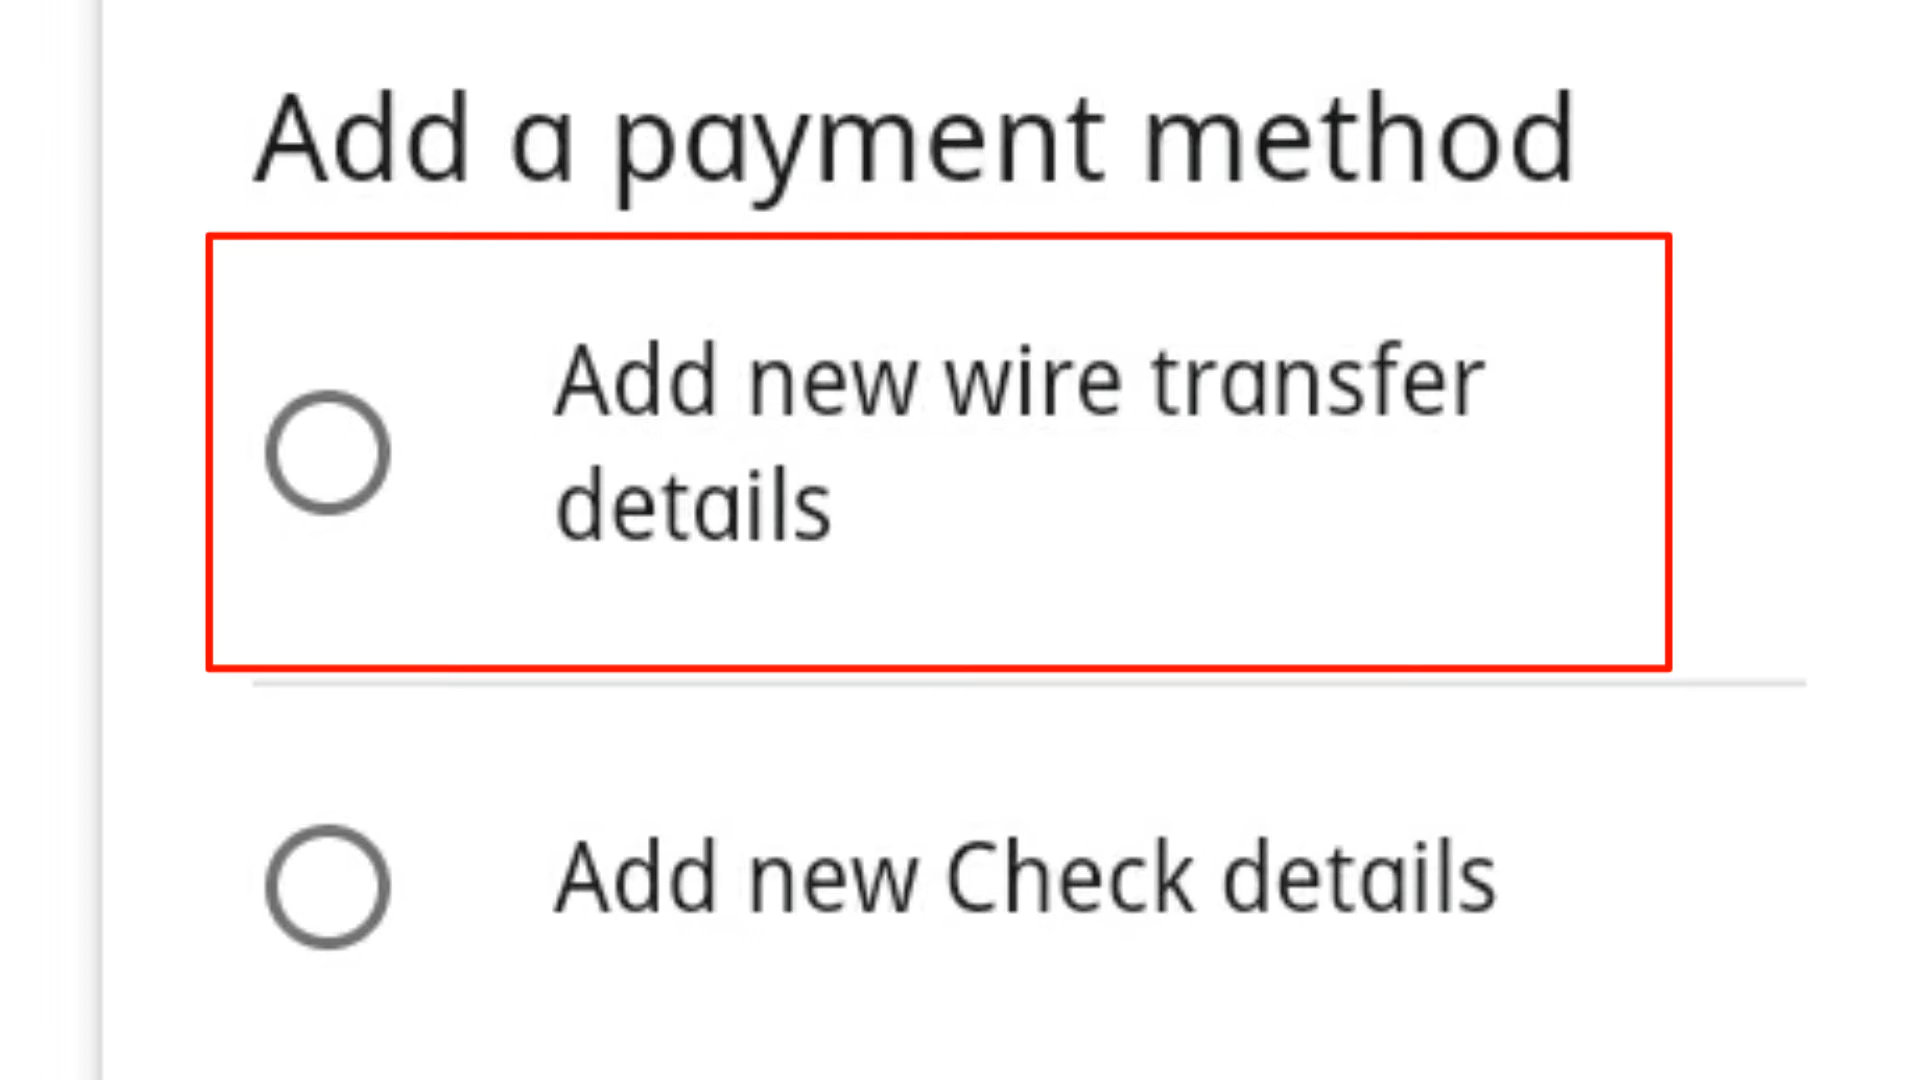 Add a payment method
Add new wire transfer
details
Add new Check details